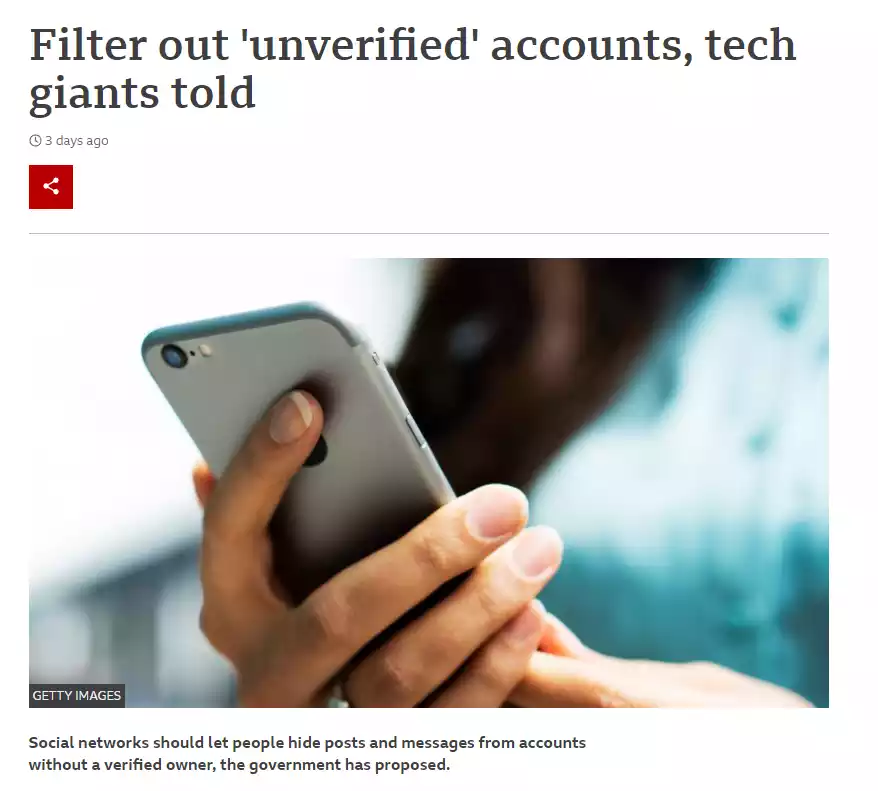 Filter out 'unverified' accounts, tech
giants told
3 days ago
GETTY IMAGES
Social networks should let people hide posts and messages from accounts
without a verified owner, the government has proposed.